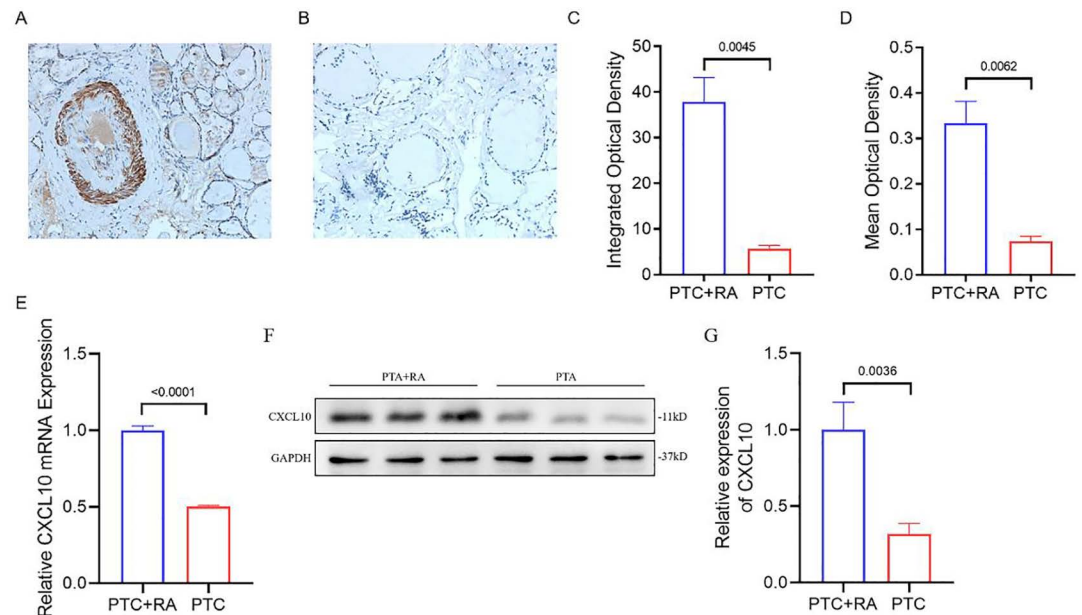 A
B
C
Integrated Optical Density
50
40
30
20
10
0
0.0045
PTC+RA PTC
D
Mean Optical Density
0.5
0.4
0.3
0.2
0.1
0.0
0.0062
PTC+RA PTC
E
Relative CXCL10 mRNA Expression
1.5
1.0
0.5
0.0
<0.0001
PTC+RA PTC
F
PTA+RA PTA
CXCL10 -11kD
GAPDH -37kD
G
Relative expression
of CXCL10
1.5
1.0
0.5
0.0
0.0036
PTC+RA PTC